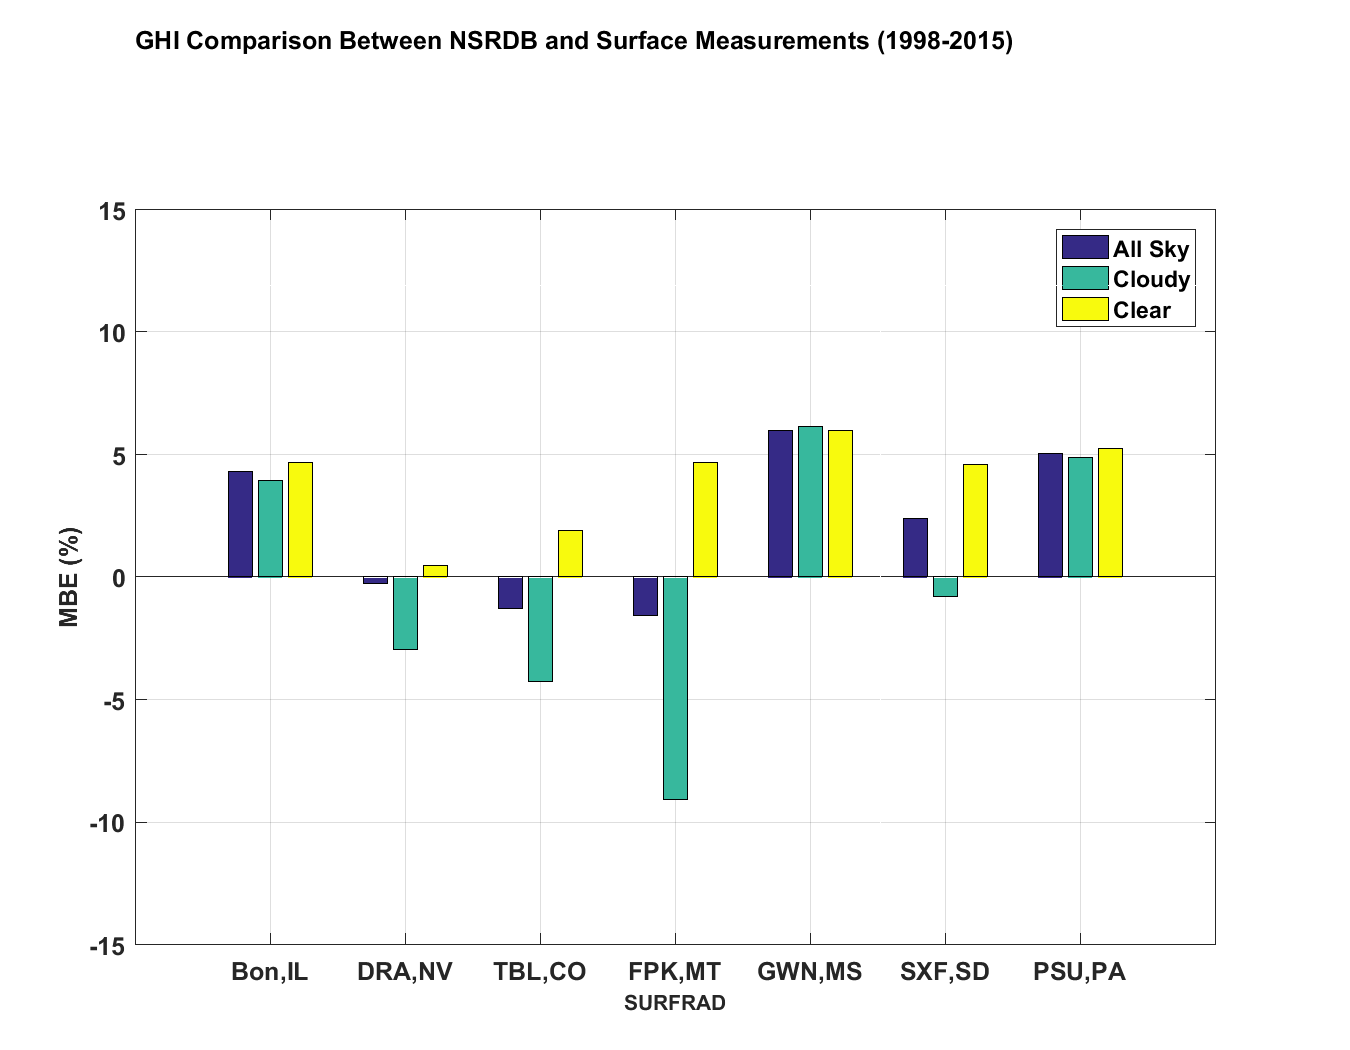 GHI Comparison Between NSRDB and Surface Measurements (1998-2015)
15
10
5
0
-5
-10
-15
MBE (%)
All Sky
Cloudy
Clear
Bon,IL DRA,NV TBL,CO FPK,MT GWN,MS SXF,SD PSU,PA
SURFRAD